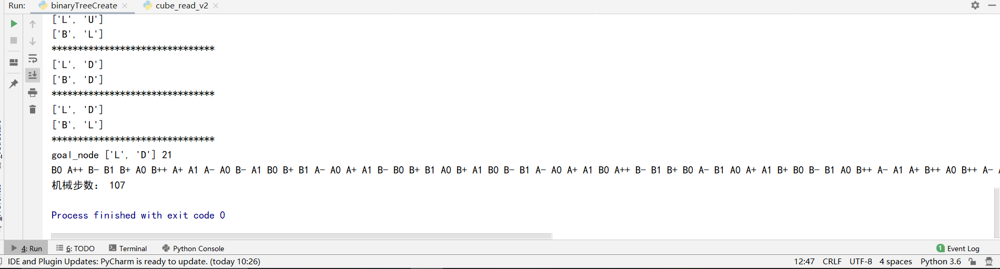 Run: binaryTreeCreate × cube_read_v2 ×
['L', 'U']
['B', 'L']
*******************************
['L', 'D']
['B', 'D']
*******************************
['L', 'D']
['B', 'L']
*******************************
goal_node ['L', 'D'] 21
B0 A++ B- B1 B+ A0 B++ A+ A1 A- A0 B- A1 B0 B+ B1 A- A0 A+ A1 B- B0 B+ B1 A0 B+ A1 B0 B- B1 A- A0 A+ A1 B0 A++ B- B1 B+ B0 A- B1 A0 A+ A1 B+ B0 B- B1 A0 B++ A- A1 A+ B++ A0 B++ A-
机械步数： 107
Process finished with exit code 0
4: Run 6: TODO Terminal Python Console 1 Event Log
IDE and Plugin Updates: PyCharm is ready to update. (today 10:26) 12:47 CRLF UTF-8 4 spaces Python 3.6